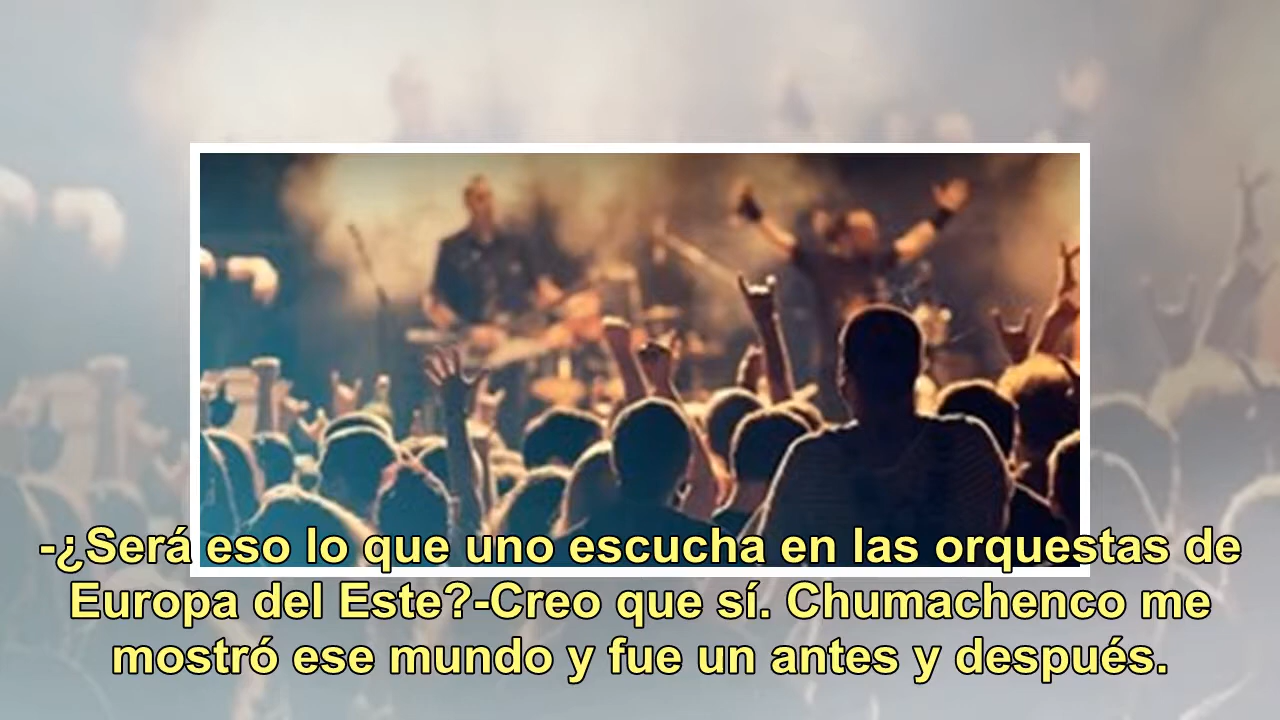 -¿Será eso lo que uno escucha en las orquestas de
Europa del Este?-Creo que sí. Chumachenco me
mostró ese mundo y fue un antes y después.